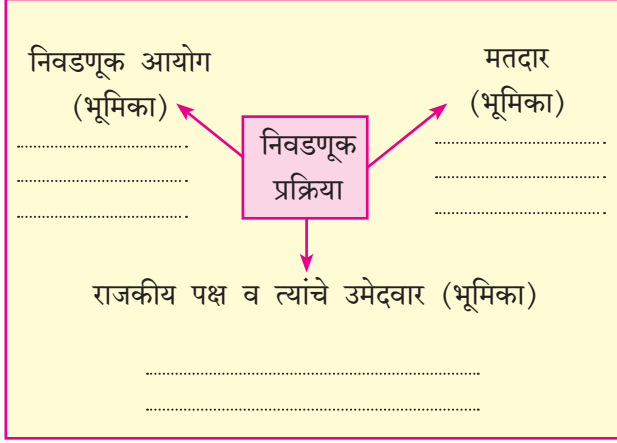 निवडणूक आयोग
(भूमिका)
मतदार
(भूमिका)
निवडणूक
प्रक्रिया
राजकीय पक्ष व त्यांचे उमेदवार (भूमिका)